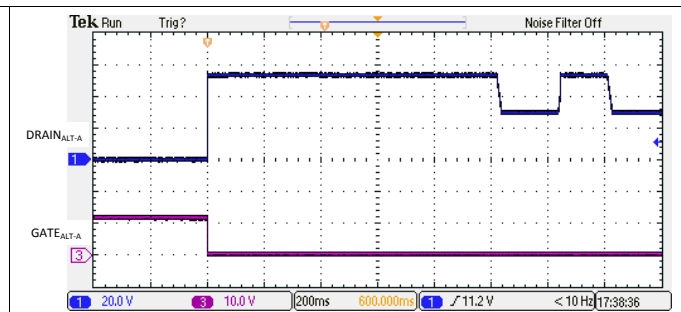 Tek Run Trig? Noise Filter Off
T
T
DRAINALT-A
1
GATEALT-A
3
1 20.0 V 3 10.0 V 200ms 600.000ms 1 ƒ 11.2 V < 10 Hz 17:38:36